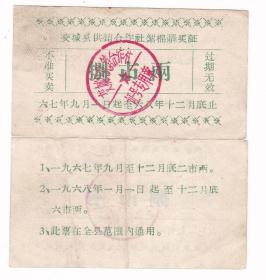 交城县供销合作社絮棉购买证
不准买卖
捌市两
过期无效
六七年九月一日起至六八年十二月底止
1、一九六七年九月至十二月底二市两。
2、一九六八年一月一日起至十二月底
六市两。
3、此票在全县范围内通用。